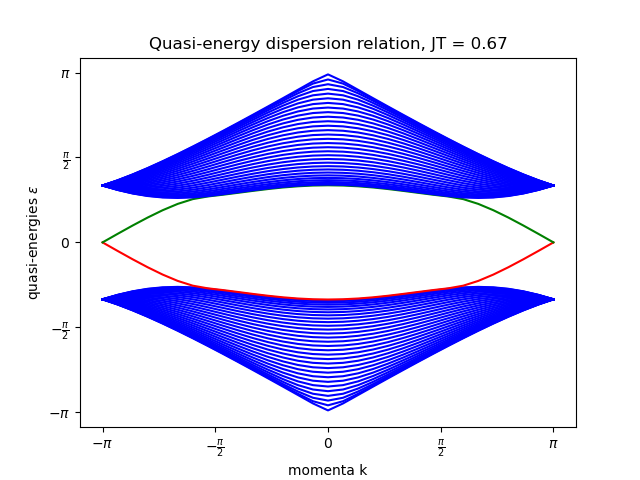 Quasi-energy dispersion relation, JT = 0.67
quasi-energies ε
π
π/2
0
−π/2
−π
−π
−π/2
0
π/2
π
momenta k